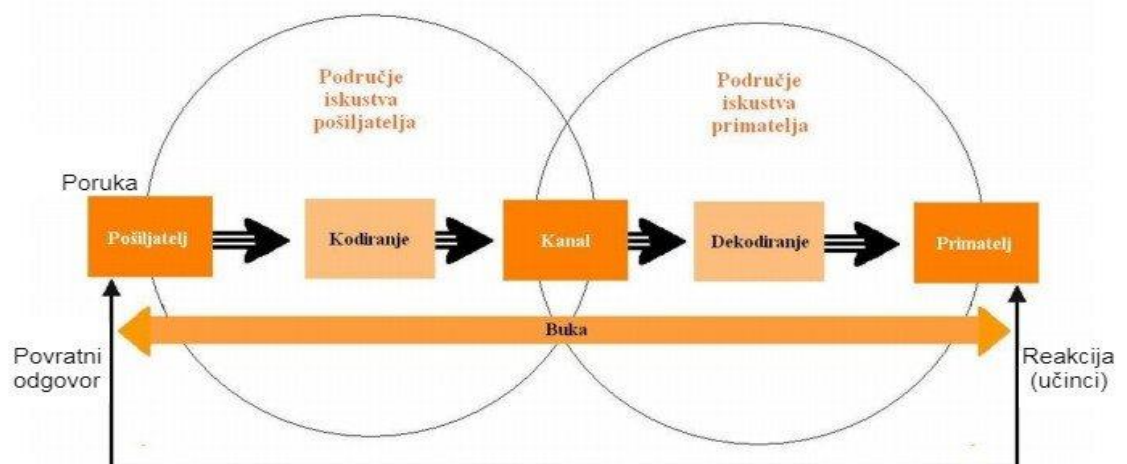 Područje
iskustva
pošiljatelja
Područje
iskustva
primatelja
Poruka
Pošiljatelj
Kodiranje
Kanal
Dekodiranje
Primatelj
Buka
Povratni
odgovor
Reakcija
(učinci)